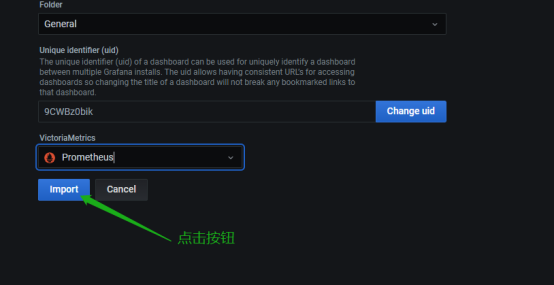 Folder
General
Unique identifier (uid)
The unique identifier (uid) of a dashboard can be used for uniquely identify a dashboard
between multiple Grafana installs. The uid allows having consistent URL's for accessing
dashboards so changing the title of a dashboard will not break any bookmarked links to
that dashboard.
9CWBz0bik
Change uid
VictoriaMetrics
Prometheus
Import
Cancel
点击按钮